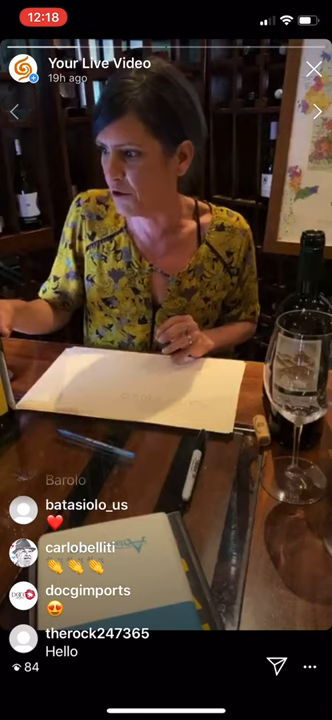 12:18
Your Live Video
19h ago
Barolo
batasiolo_us
❤️
carlobelliti
👏👏👏
docgimports
😍
therock247365
Hello
84